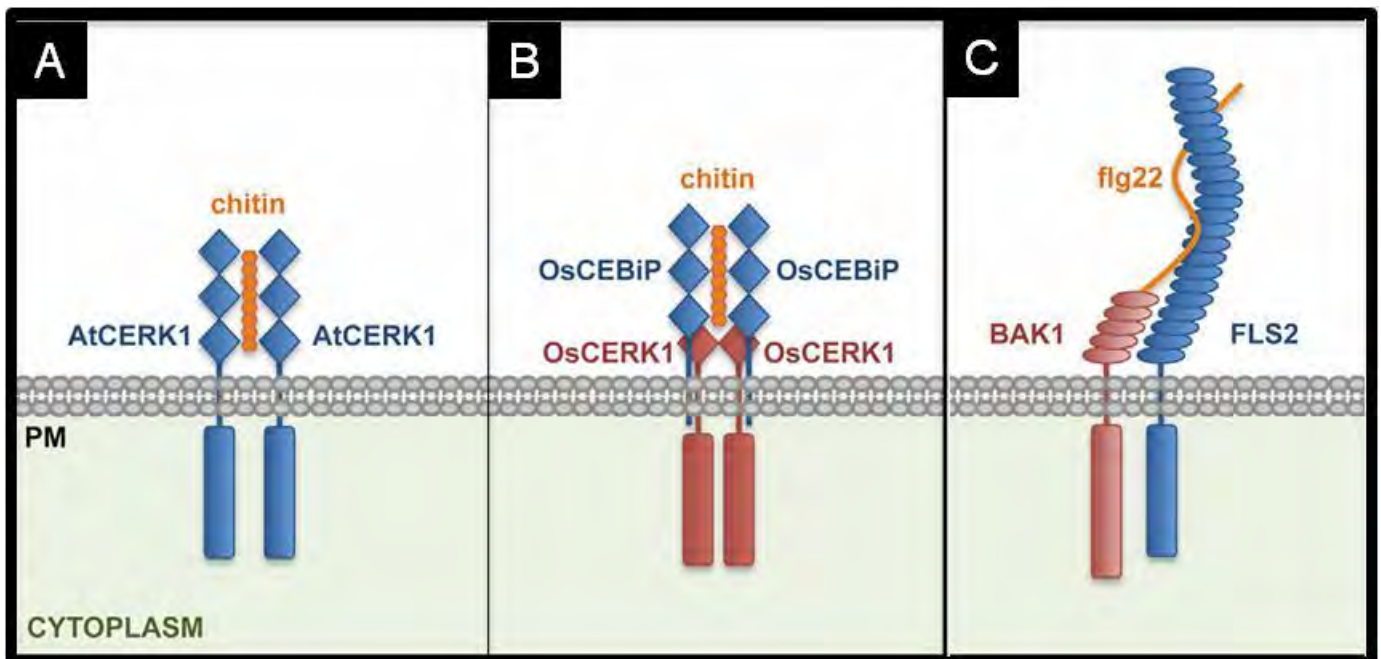 A
chitin
AtCERK1
AtCERK1
PM
CYTOPLASM
B
chitin
OsCEBiP
OsCEBiP
OsCERK1
OsCERK1
C
flg22
BAK1
FLS2